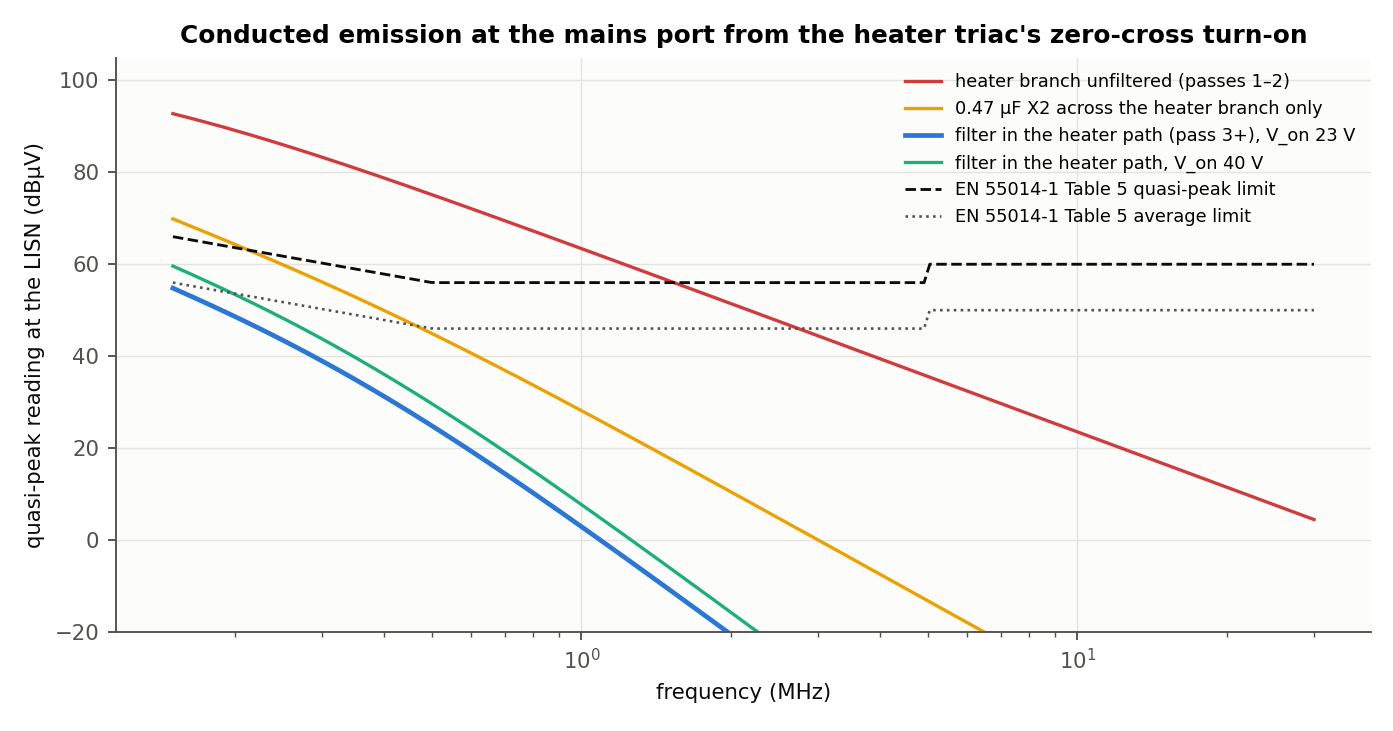 Conducted emission at the mains port from the heater triac's zero-cross turn-on
quasi-peak reading at the LISN (dBµV)
100
80
60
40
20
0
−20
heater branch unfiltered (passes 1–2)
0.47 µF X2 across the heater branch only
filter in the heater path (pass 3+), V_on 23 V
filter in the heater path, V_on 40 V
EN 55014-1 Table 5 quasi-peak limit
EN 55014-1 Table 5 average limit
10⁰
10¹
frequency (MHz)